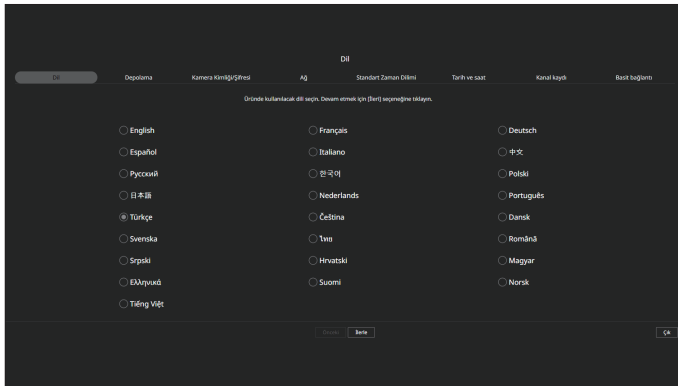 Dil
Dil Depolama Kamera Kimliği/Şifresi Ağ Standart Zaman Dilimi Tarih ve saat Kanal kaydı Basit bağlantı
Üründe kullanılacak dili seçin. Devam etmek için [İleri] seçeneğine tıklayın.
English Français Deutsch
Español Italiano 中文
Русский 한국어 Polski
日本語 Nederlands Português
Türkçe Čeština Dansk
Svenska ไทย Română
Srpski Hrvatski Magyar
Ελληνικά Suomi Norsk
Tiếng Việt
İlerle Çık